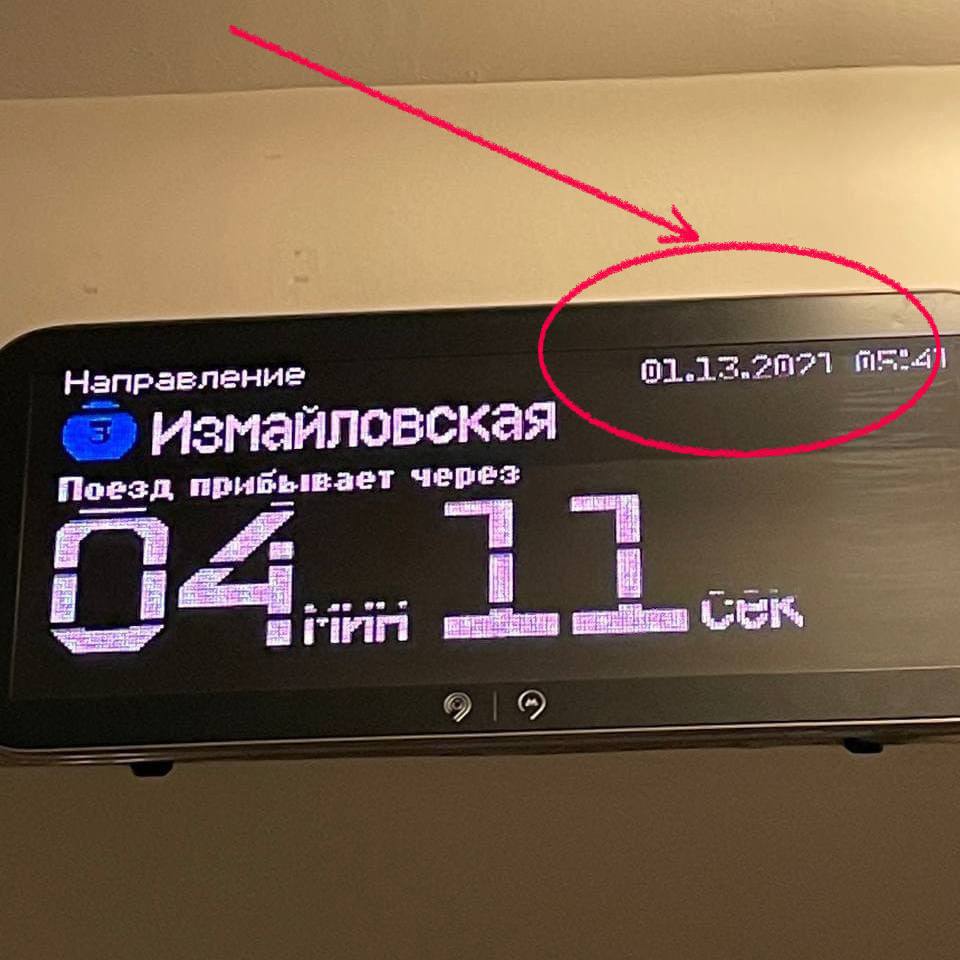 Направление
01.13.2021 05:41
3 Измайловская
Поезд прибывает через
04 мин 11 сек